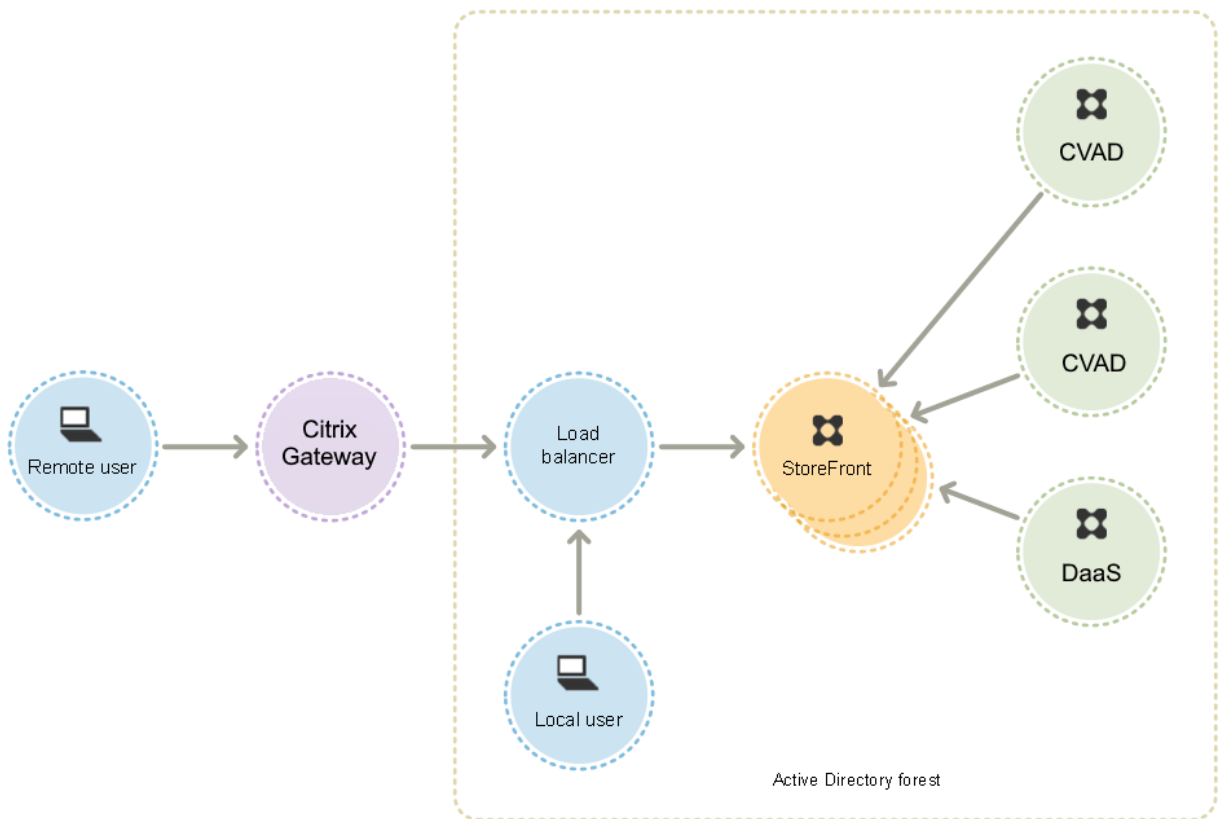 CVAD
CVAD
Remote user
Citrix
Gateway
Load
balancer
StoreFront
DaaS
Local user
Active Directory forest